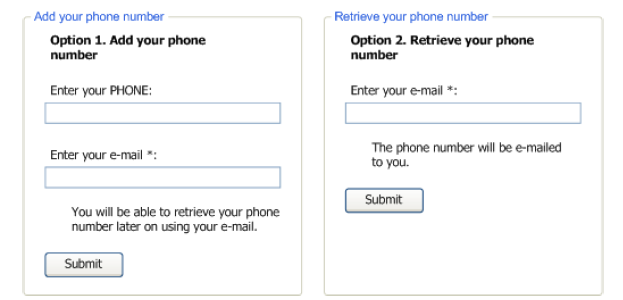 Add your phone number
Option 1. Add your phone
number
Enter your PHONE:
Enter your e-mail *:
You will be able to retrieve your phone
number later on using your e-mail.
Submit
Retrieve your phone number
Option 2. Retrieve your phone
number
Enter your e-mail *:
The phone number will be e-mailed
to you.
Submit